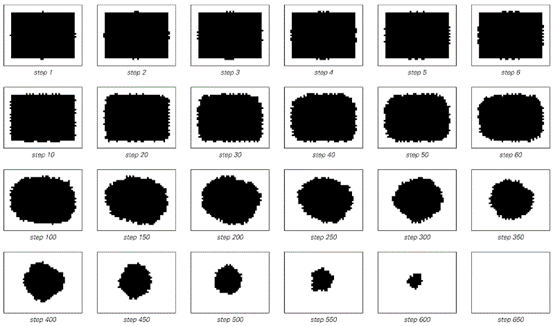 step 1
step 2
step 3
step 4
step 5
step 6
step 10
step 20
step 30
step 40
step 50
step 60
step 100
step 150
step 200
step 250
step 300
step 350
step 400
step 450
step 500
step 550
step 600
step 650